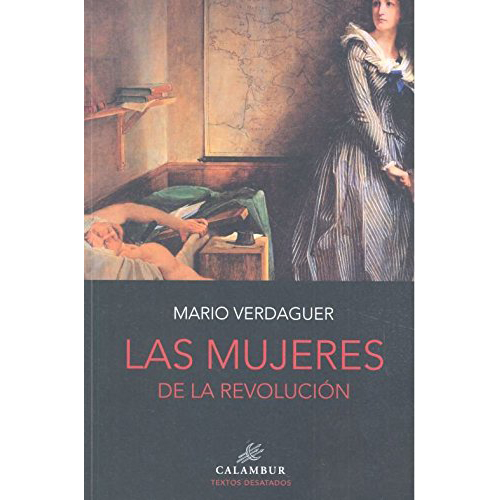 MARIO VERDAGUER
LAS MUJERES
DE LA REVOLUCIÓN
CALAMBUR
TEXTOS DESATADOS